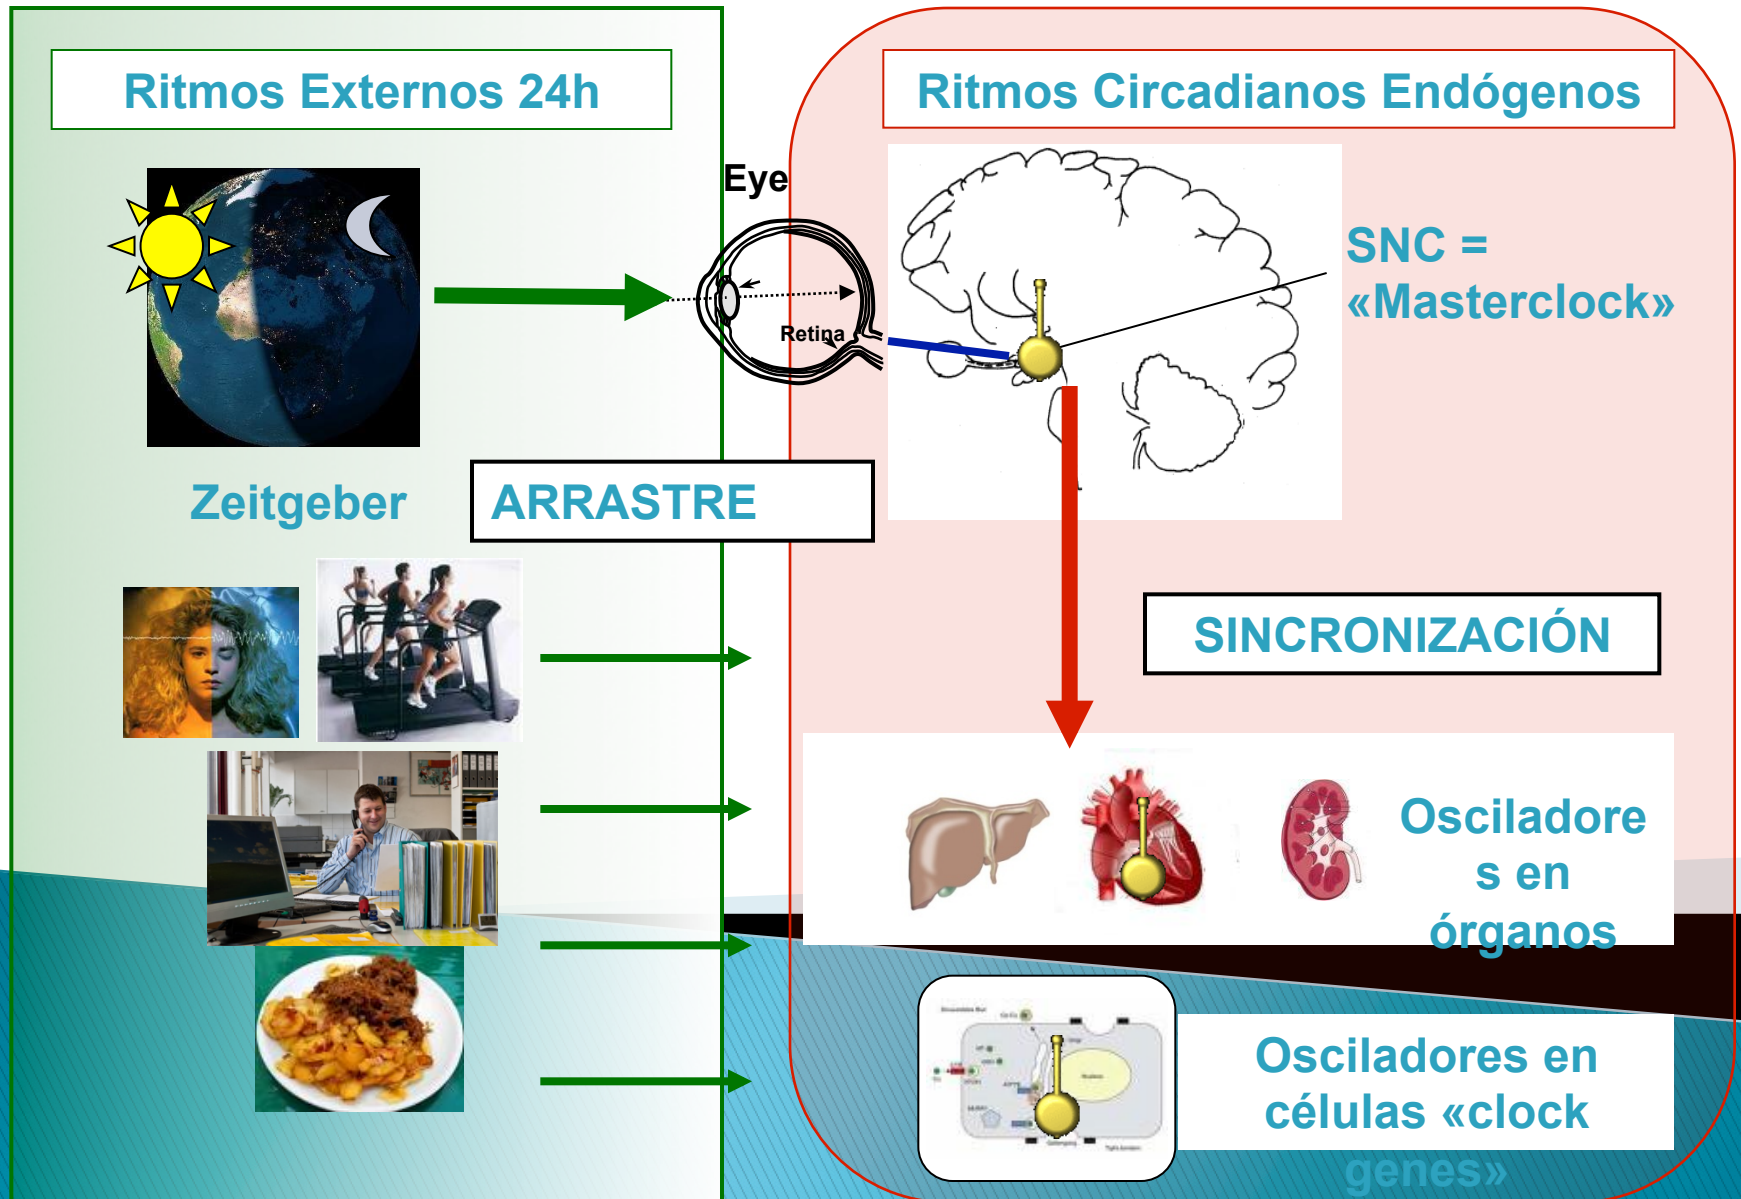 Ritmos Externos 24h
Ritmos Circadianos Endógenos
Eye
Retina
SNC =
«Masterclock»
Zeitgeber
ARRASTRE
SINCRONIZACIÓN
Osciladore
s en
órganos
Osciladores en
células «clock
genes»
Nucleus